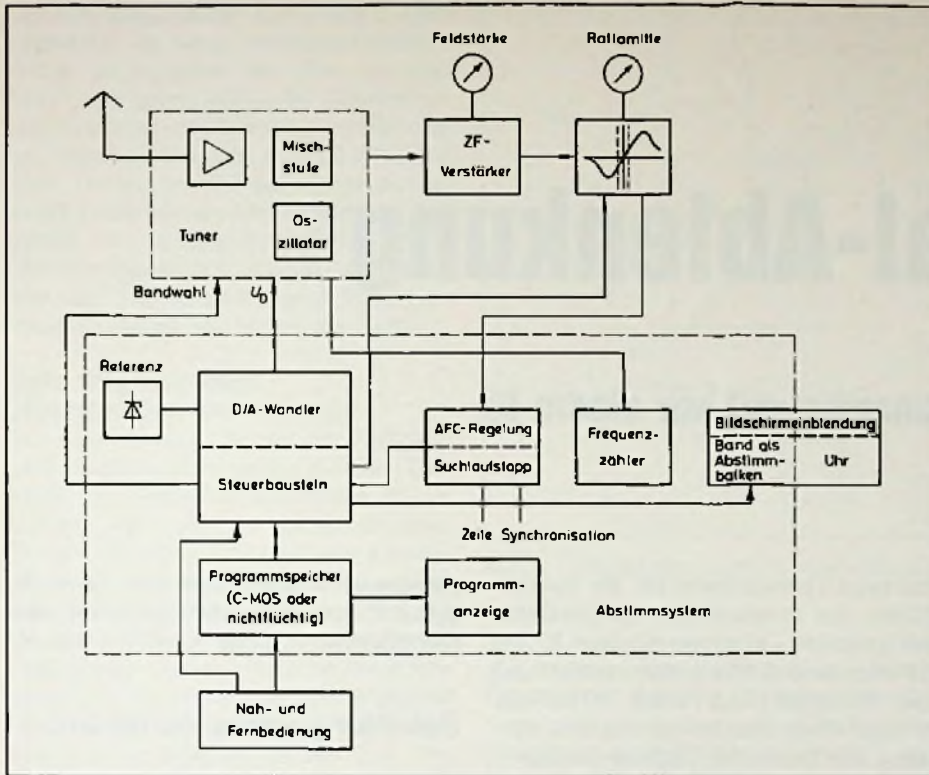 Feldstärke
Ratiomitte
Misch-
stufe
ZF-
Verstärker
Os-
zillator
Tuner
Bandwahl
U_D
Referenz
D/A-Wandler
Steuerbaustein
AFC-Regelung
Suchlaufstopp
Frequenz-
zähler
Bildschirmeinblendung
Band als
Abstimm-
balken
Uhr
Zeile Synchronisation
Programmspeicher
(C-MOS oder
nichtflüchtig)
Programm-
anzeige
Abstimmsystem
Nah- und
Fernbedienung